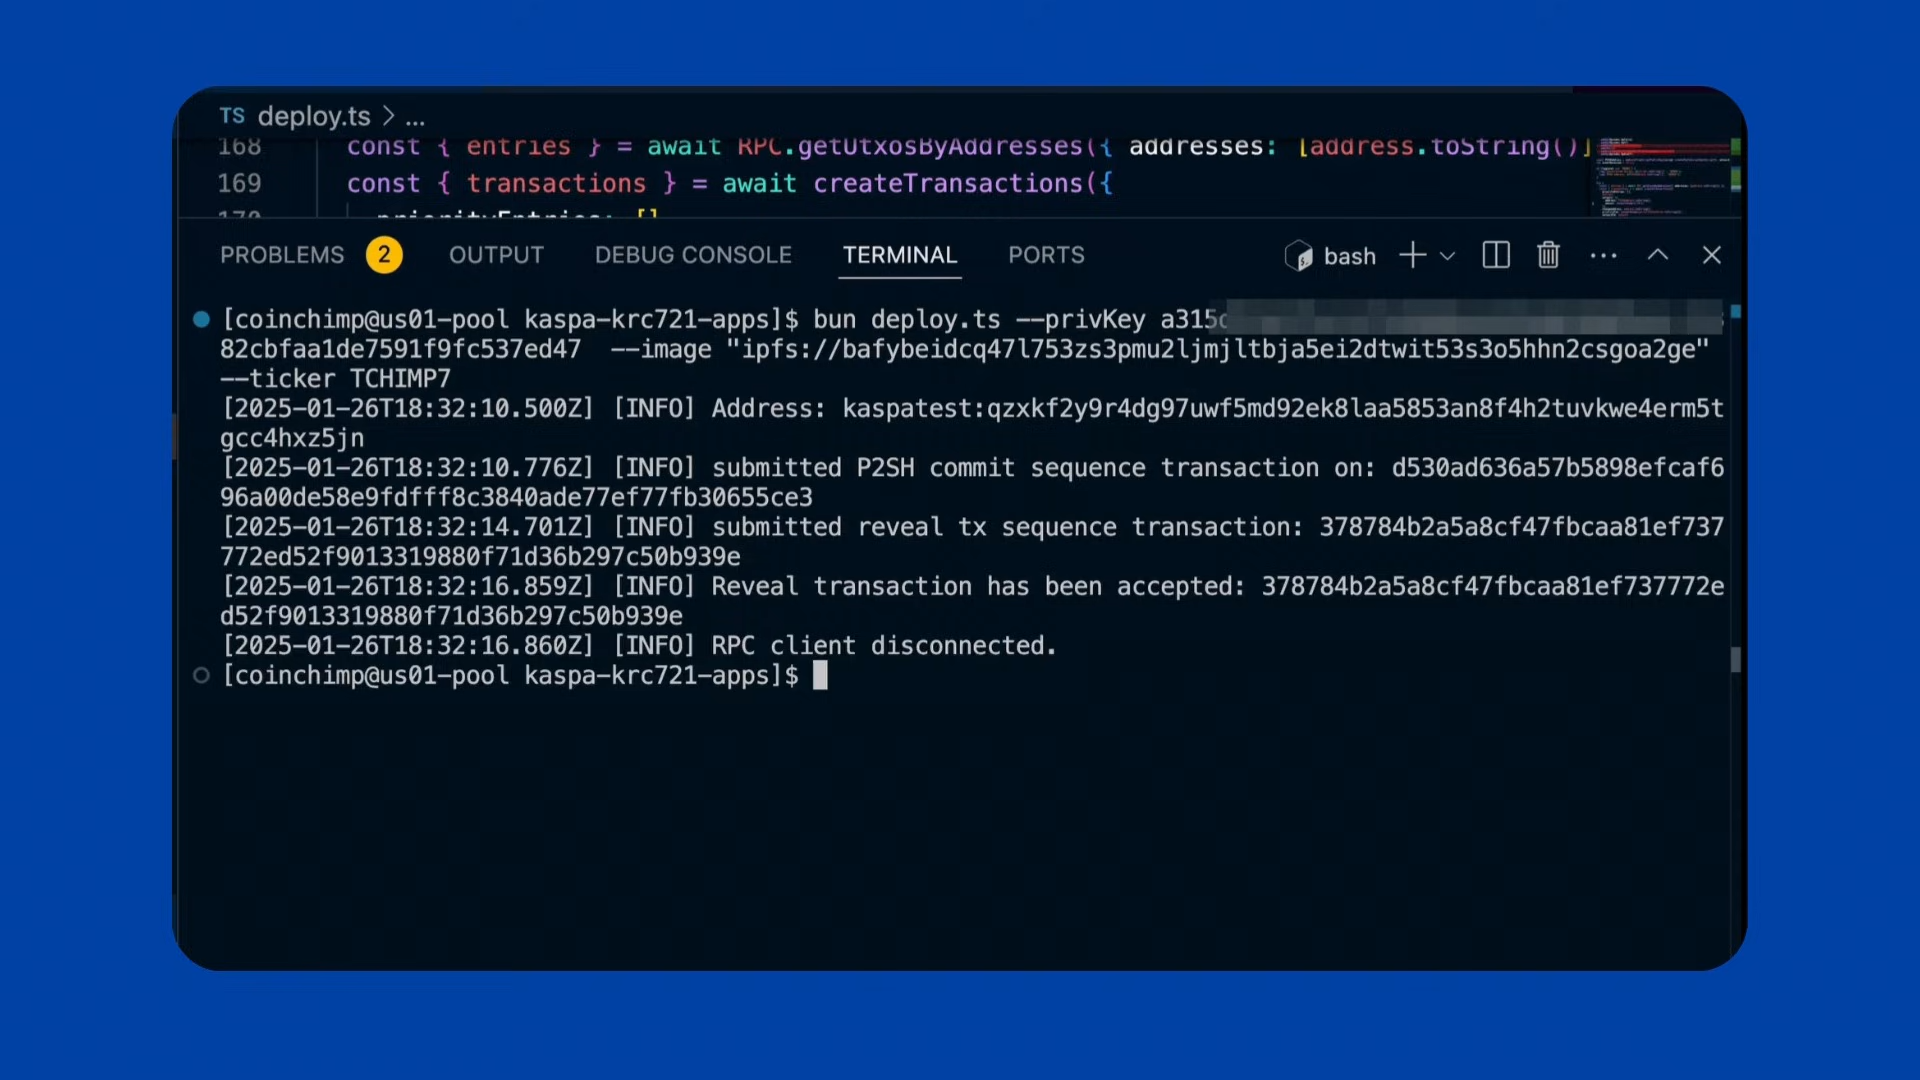 TS deploy.ts > ...
168 const { entries } = await RPC.getUtxosByAddresses({ addresses: [address.toString()]
169 const { transactions } = await createTransactions({
170 priorityEntries: []
PROBLEMS 2 OUTPUT DEBUG CONSOLE TERMINAL PORTS bash
[coinchimp@us01-pool kaspa-krc721-apps]$ bun deploy.ts --privKey a315
82cbfaa1de7591f9fc537ed47 --image "ipfs://bafybeidcq47l753zs3pmu2ljmjltbja5ei2dtwit53s3o5hhn2csgoa2ge"
--ticker TCHIMP7
[2025-01-26T18:32:10.500Z] [INFO] Address: kaspatest:qzxkf2y9r4dg97uwf5md92ek8laa5853an8f4h2tuvkwe4erm5t
gcc4hxz5jn
[2025-01-26T18:32:10.776Z] [INFO] submitted P2SH commit sequence transaction on: d530ad636a57b5898efcaf6
96a00de58e9fdfff8c3840ade77ef77fb30655ce3
[2025-01-26T18:32:14.701Z] [INFO] submitted reveal tx sequence transaction: 378784b2a5a8cf47fbcaa81ef737
772ed52f9013319880f71d36b297c50b939e
[2025-01-26T18:32:16.859Z] [INFO] Reveal transaction has been accepted: 378784b2a5a8cf47fbcaa81ef737772e
d52f9013319880f71d36b297c50b939e
[2025-01-26T18:32:16.860Z] [INFO] RPC client disconnected.
[coinchimp@us01-pool kaspa-krc721-apps]$